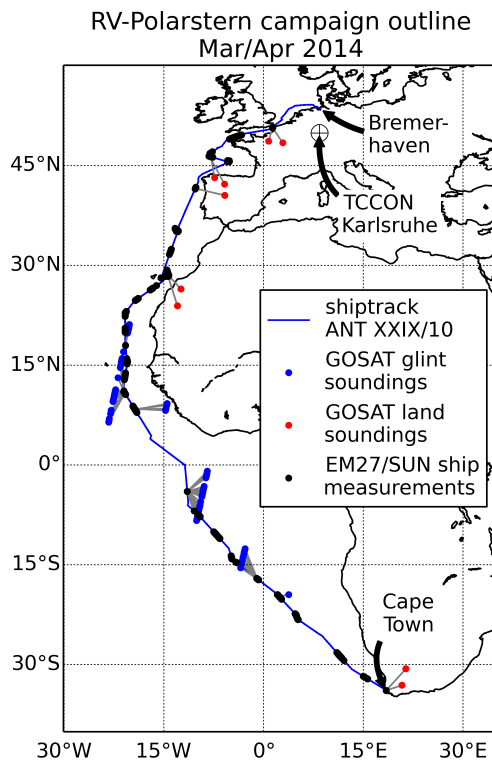 RV-Polarstern campaign outline
Mar/Apr 2014
Bremer-
haven
45°N
TCCON
Karlsruhe
30°N
shiptrack
ANT XXIX/10
GOSAT glint
soundings
15°N
GOSAT land
soundings
0°
EM27/SUN ship
measurements
15°S
Cape
Town
30°S
30°W
15°W
0°
15°E
30°E